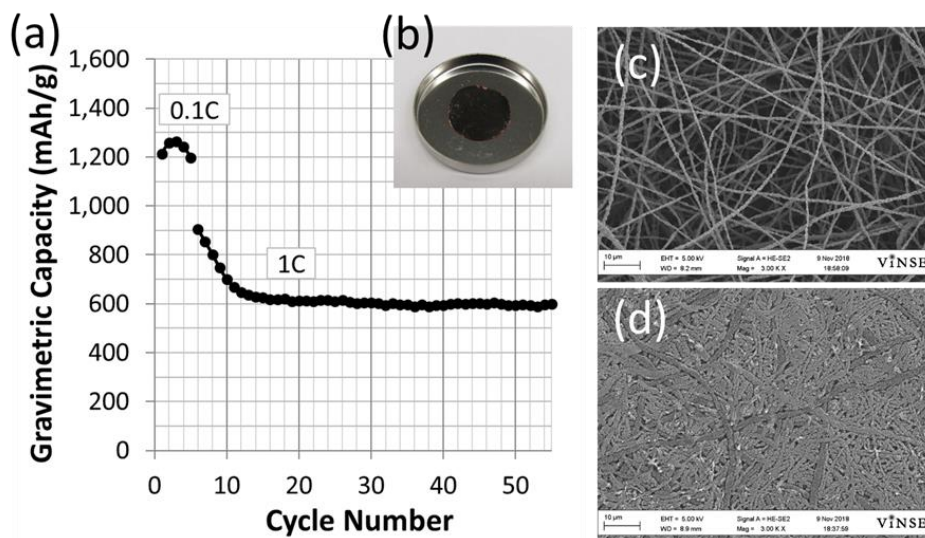 (a)
Gravimetric Capacity (mAh/g)
1,600
1,400
1,200
1,000
800
600
400
200
0
0.1C
1C
0 10 20 30 40 50
Cycle Number
(b)
(c)
10 µm EHT = 5.00 kV Signal A = HE-SE2 9 Nov 2018
WD = 8.2 mm Mag = 3.00 K X 18:58:09
ViNSE
(d)
10 µm EHT = 5.00 kV Signal A = HE-SE2 9 Nov 2018
WD = 8.9 mm Mag = 3.00 K X 18:37:59
ViNSE